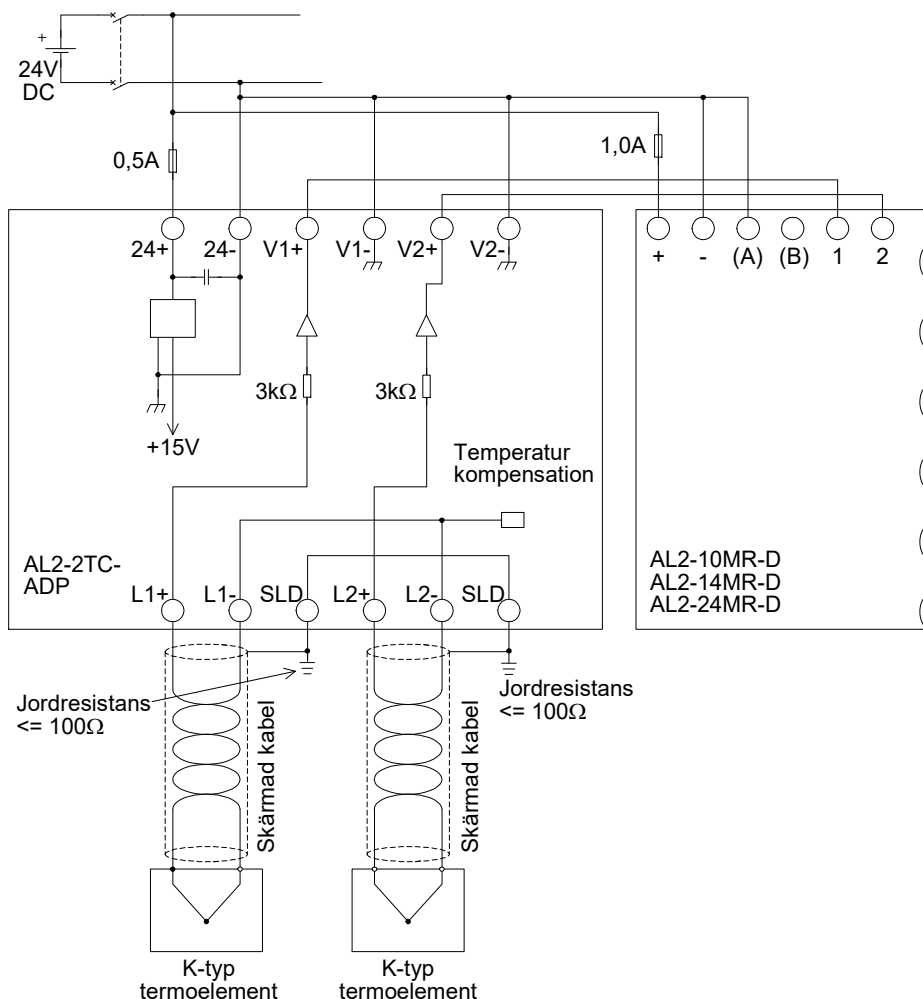 +
24V
DC
0,5A
1,0A
24+ 24- V1+ V1- V2+ V2-
+ - (A) (B) 1 2
3kΩ 3kΩ
+15V
Temperatur
kompensation
AL2-2TC-
ADP
AL2-10MR-D
AL2-14MR-D
AL2-24MR-D
L1+ L1- SLD L2+ L2- SLD
Jordresistans
<= 100Ω
Skärmad kabel
Jordresistans
<= 100Ω
Skärmad kabel
K-typ
termoelement
K-typ
termoelement